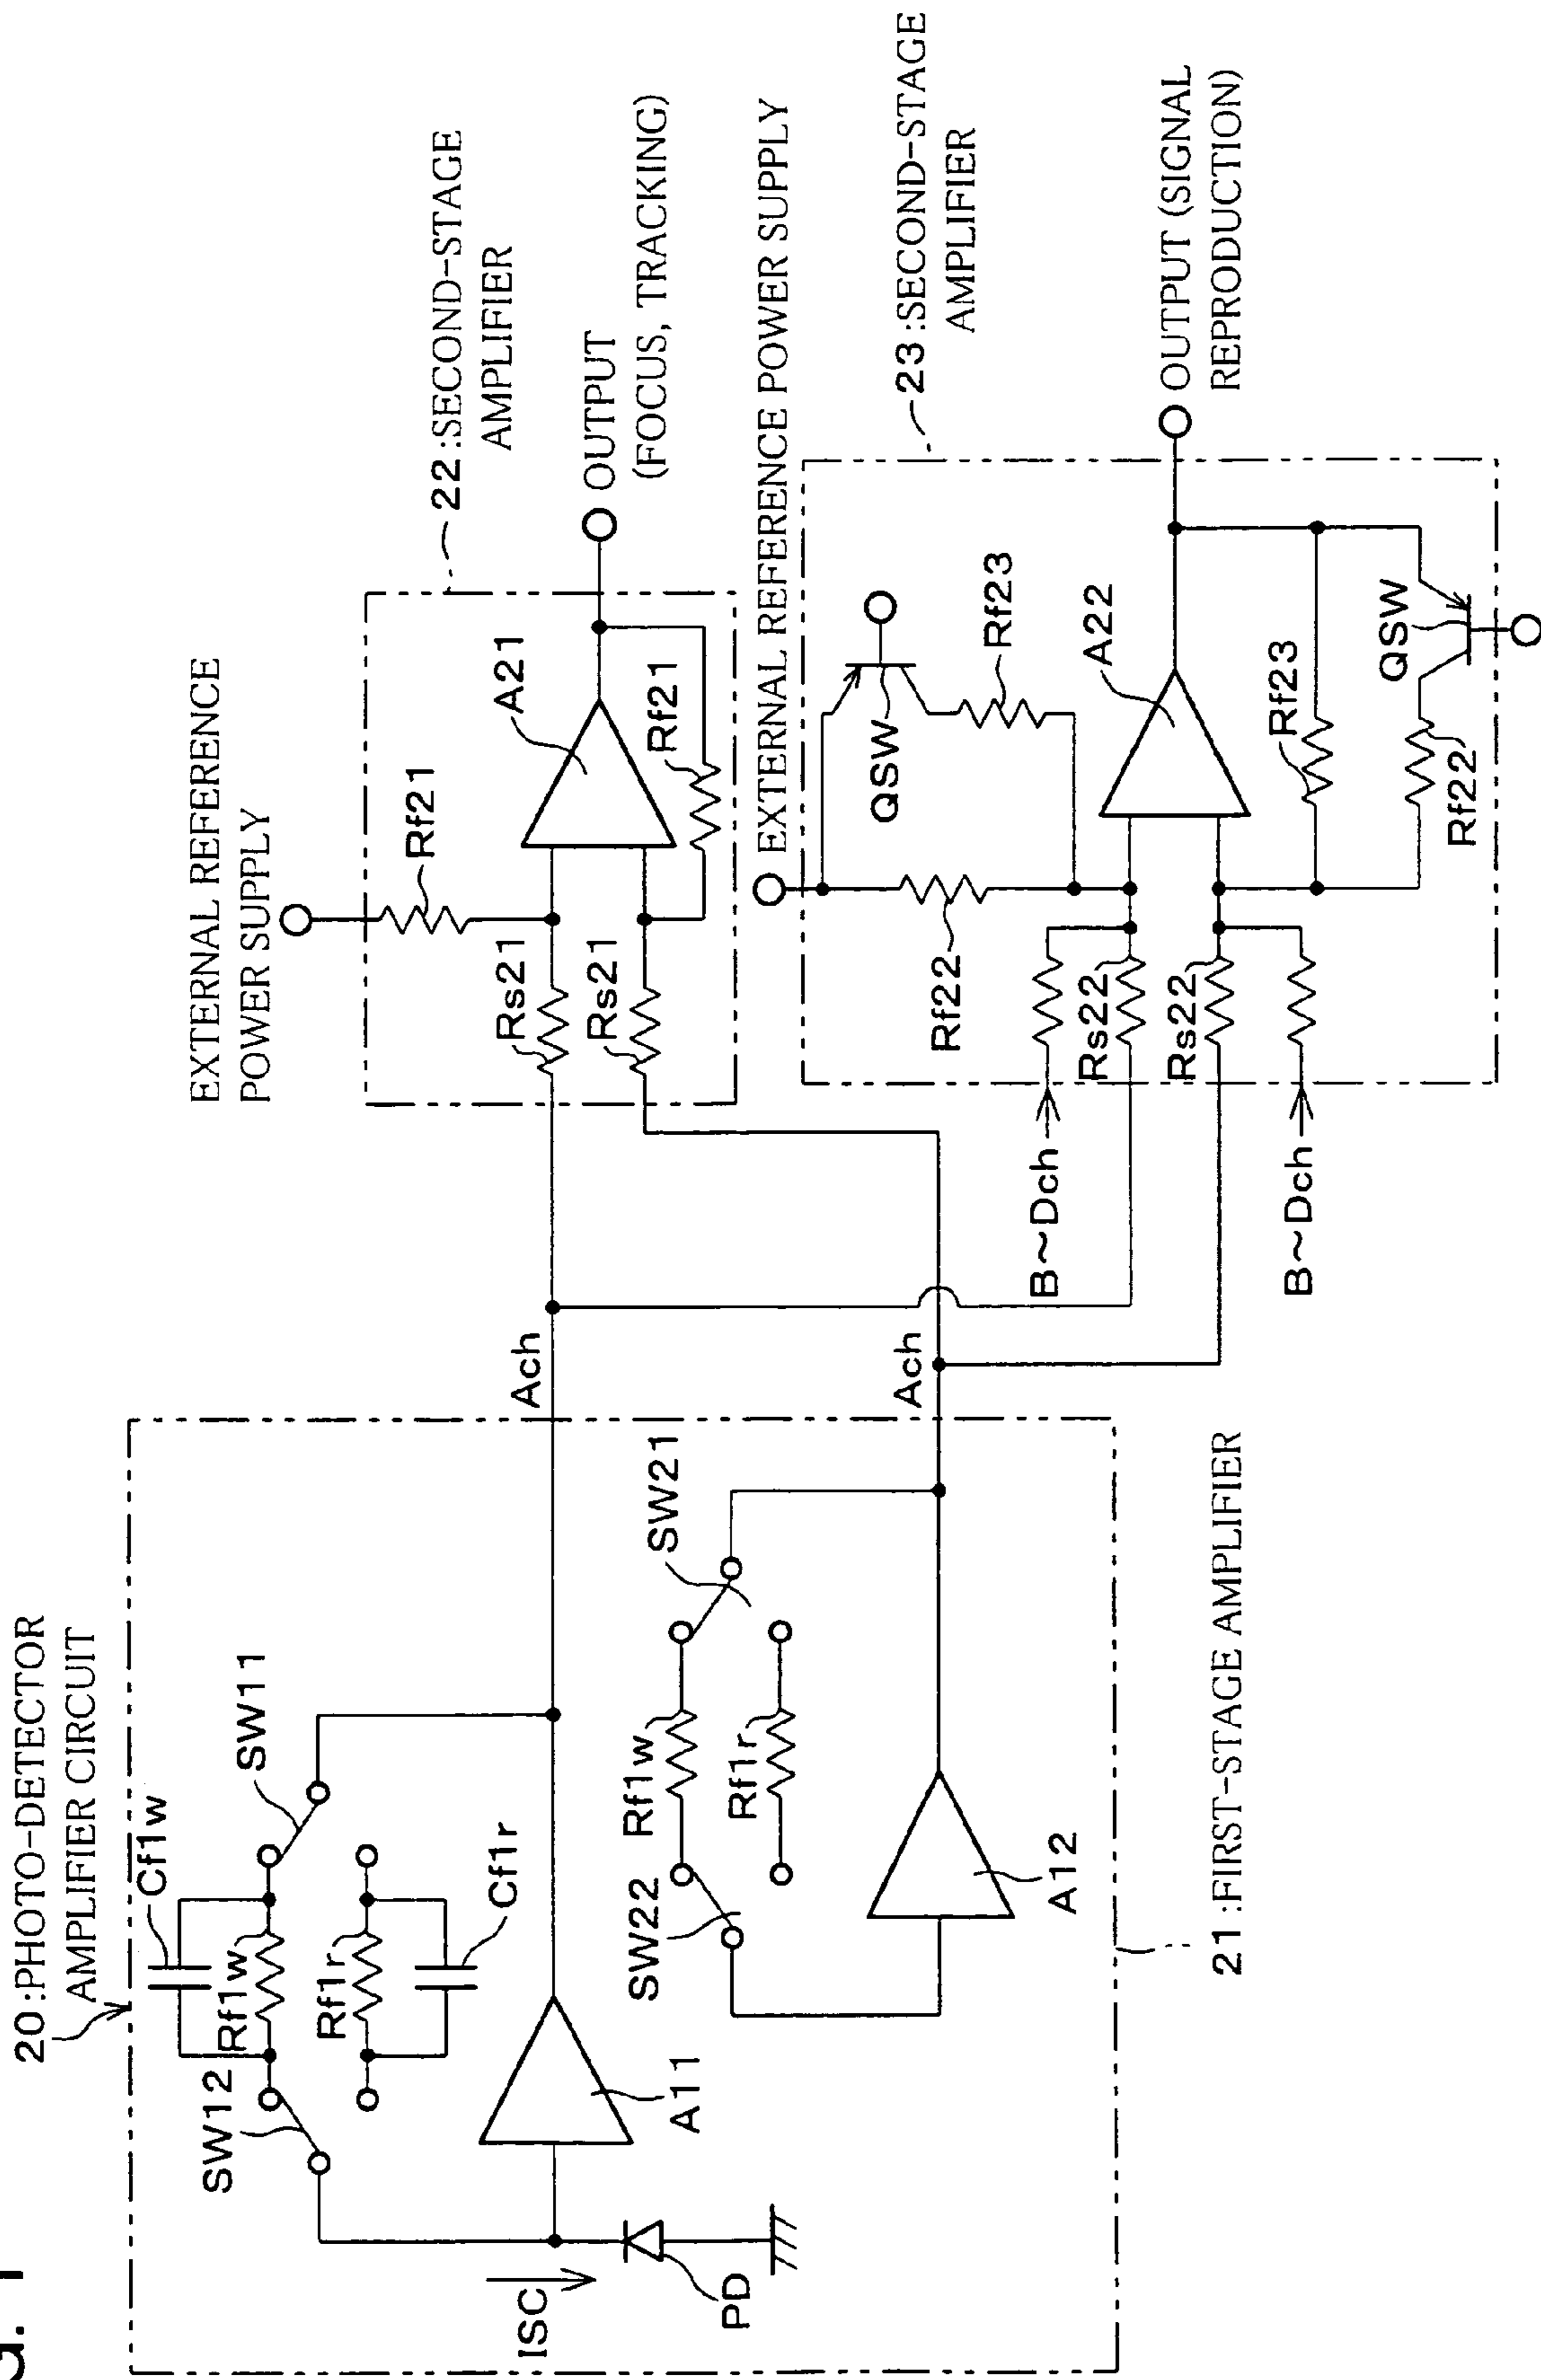 20:PHOTO-DETECTOR
AMPLIFIER CIRCUIT
Cf1w
SW11
SW12
Rf1w
Rf1r
Cf1r
A11
ISC
PD
SW21
SW22
Rf1w
Rf1r
A12
21:FIRST-STAGE AMPLIFIER
Ach
Ach
EXTERNAL REFERENCE
POWER SUPPLY
Rf21
Rs21
Rs21
A21
Rf21
22:SECOND-STAGE
AMPLIFIER
OUTPUT
(FOCUS, TRACKING)
EXTERNAL REFERENCE POWER SUPPLY
23:SECOND-STAGE
AMPLIFIER
QSW
Rf23
Rf22
B~Dch
Rs22
Rs22
B~Dch
A22
Rf23
Rf22
QSW
OUTPUT (SIGNAL
REPRODUCTION)